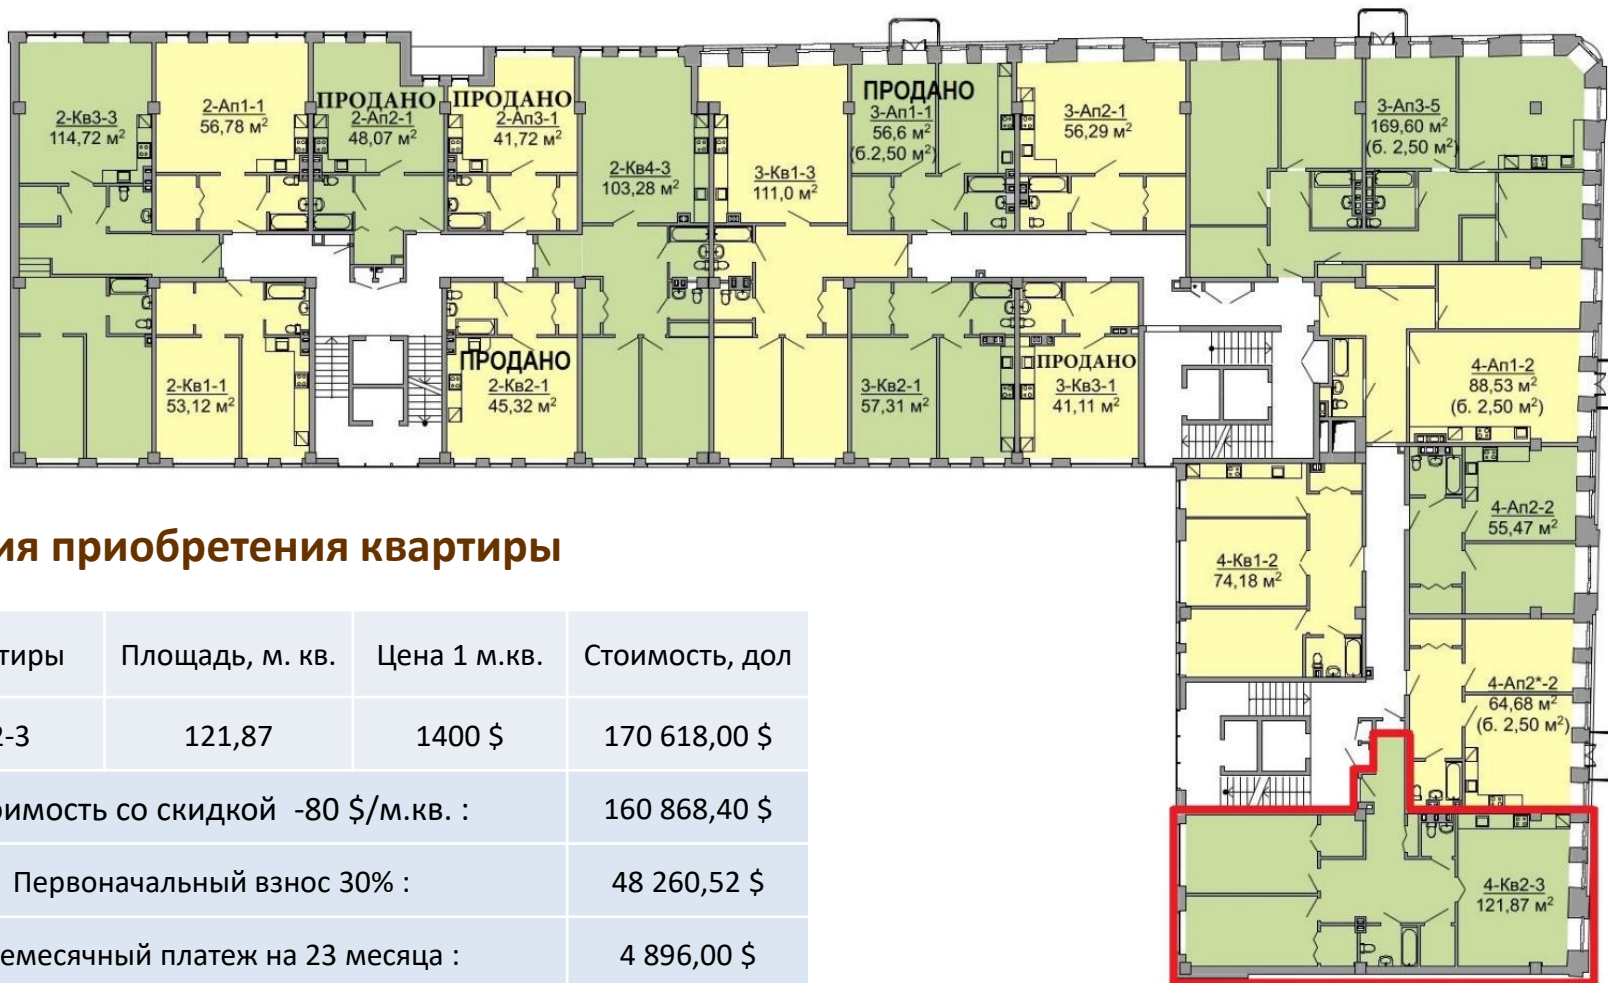 2-Кв3-3
114,72 м²
2-Ап1-1
56,78 м²
ПРОДАНО
2-Ап2-1
48,07 м²
ПРОДАНО
2-Ап3-1
41,72 м²
2-Кв4-3
103,28 м²
3-Кв1-3
111,0 м²
ПРОДАНО
3-Ап1-1
56,6 м²
(б.2,50 м²)
3-Ап2-1
56,29 м²
3-Ап3-5
169,60 м²
(б. 2,50 м²)
2-Кв1-1
53,12 м²
ПРОДАНО
2-Кв2-1
45,32 м²
3-Кв2-1
57,31 м²
ПРОДАНО
3-Кв3-1
41,11 м²
4-Ап1-2
88,53 м²
(б. 2,50 м²)
4-Ап2-2
55,47 м²
4-Кв1-2
74,18 м²
4-Ап2*-2
64,68 м²
(б. 2,50 м²)
4-Кв2-3
121,87 м²
ия приобретения квартиры
тиры Площадь, м. кв. Цена 1 м.кв. Стоимость, дол
2-3 121,87 1400 $ 170 618,00 $
оимость со скидкой -80 $/м.кв. : 160 868,40 $
Первоначальный взнос 30% : 48 260,52 $
емесячный платеж на 23 месяца : 4 896,00 $